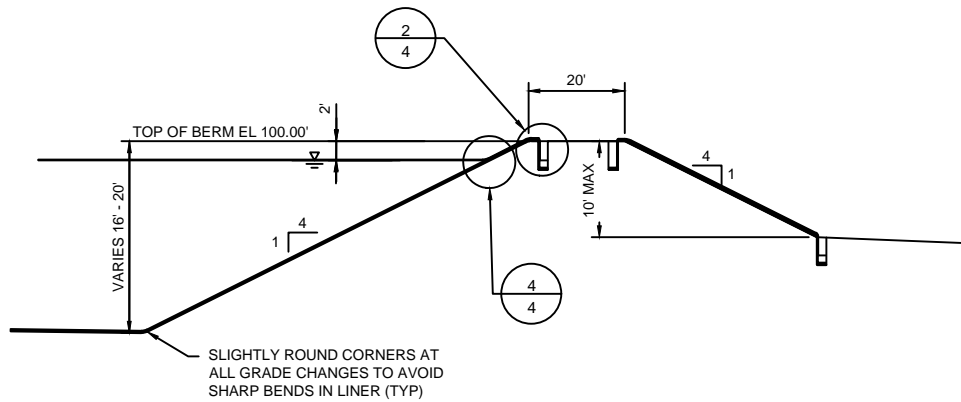 2
4
20'
2'
TOP OF BERM EL 100.00'
4
1
10' MAX
4
1
VARIES 16' - 20'
4
4
SLIGHTLY ROUND CORNERS AT
ALL GRADE CHANGES TO AVOID
SHARP BENDS IN LINER (TYP)